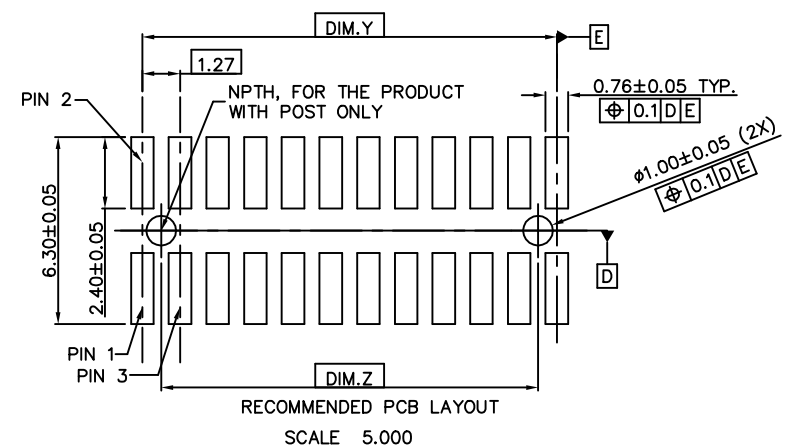 DIM.Y
E
1.27
PIN 2
NPTH, FOR THE PRODUCT
WITH POST ONLY
0.76±0.05 TYP.
⌖ 0.1 D E
ø1.00±0.05 (2X)
⌖ 0.1 D E
6.30±0.05
2.40±0.05
D
PIN 1
PIN 3
DIM.Z
RECOMMENDED PCB LAYOUT
SCALE 5.000